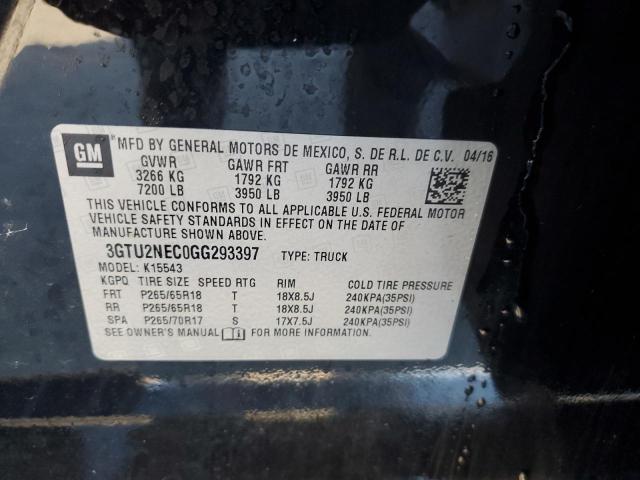 GM
MFD BY GENERAL MOTORS DE MEXICO, S. DE R.L. DE C.V. 04/16
GVWR GAWR FRT GAWR RR
3266 KG 1792 KG 1792 KG
7200 LB 3950 LB 3950 LB
THIS VEHICLE CONFORMS TO ALL APPLICABLE U.S. FEDERAL MOTOR
VEHICLE SAFETY STANDARDS IN EFFECT ON THE DATE OF
MANUFACTURE SHOWN ABOVE.
3GTU2NEC0GG293397 TYPE: TRUCK
MODEL: K15543
KGPQ TIRE SIZE SPEED RTG RIM COLD TIRE PRESSURE
FRT P265/65R18 T 18X8.5J 240KPA(35PSI)
RR P265/65R18 T 18X8.5J 240KPA(35PSI)
SPA P265/70R17 S 17X7.5J 240KPA(35PSI)
SEE OWNER'S MANUAL FOR MORE INFORMATION.